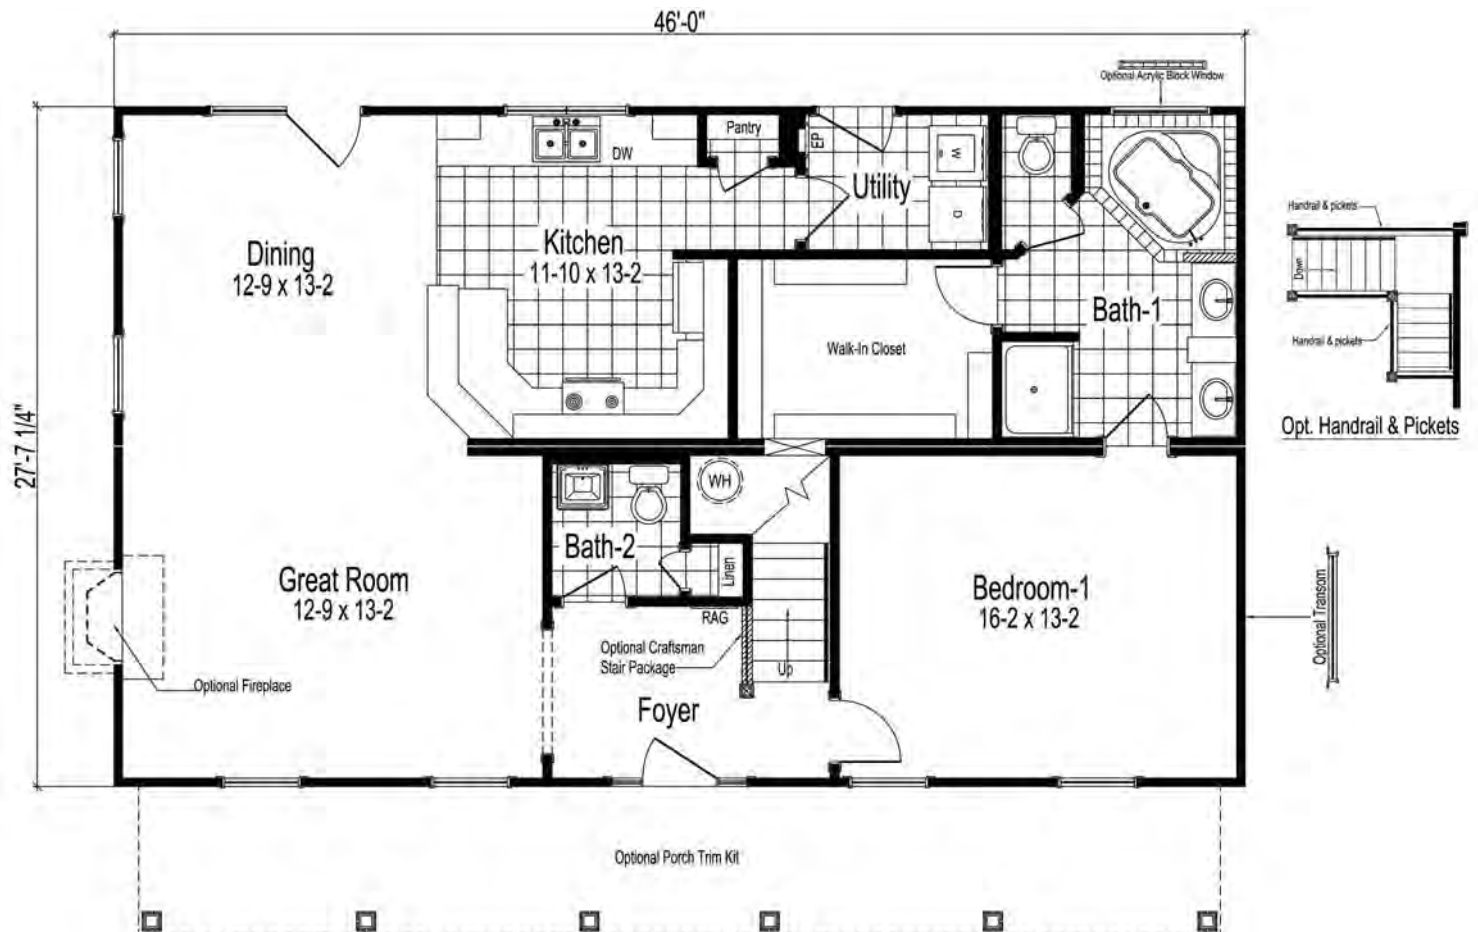 46'-0"
Optional Acrylic Block Window
27'-7 1/4"
Pantry
EP
W
D
DW
Utility
Dining
12-9 x 13-2
Kitchen
11-10 x 13-2
Bath-1
Walk-In Closet
Handrail & pickets
Down
Handrail & pickets
Opt. Handrail & Pickets
WH
Bath-2
Linen
Great Room
12-9 x 13-2
Bedroom-1
16-2 x 13-2
RAG
Optional Craftsman
Stair Package
Up
Optional Transom
Optional Fireplace
Foyer
Optional Porch Trim Kit